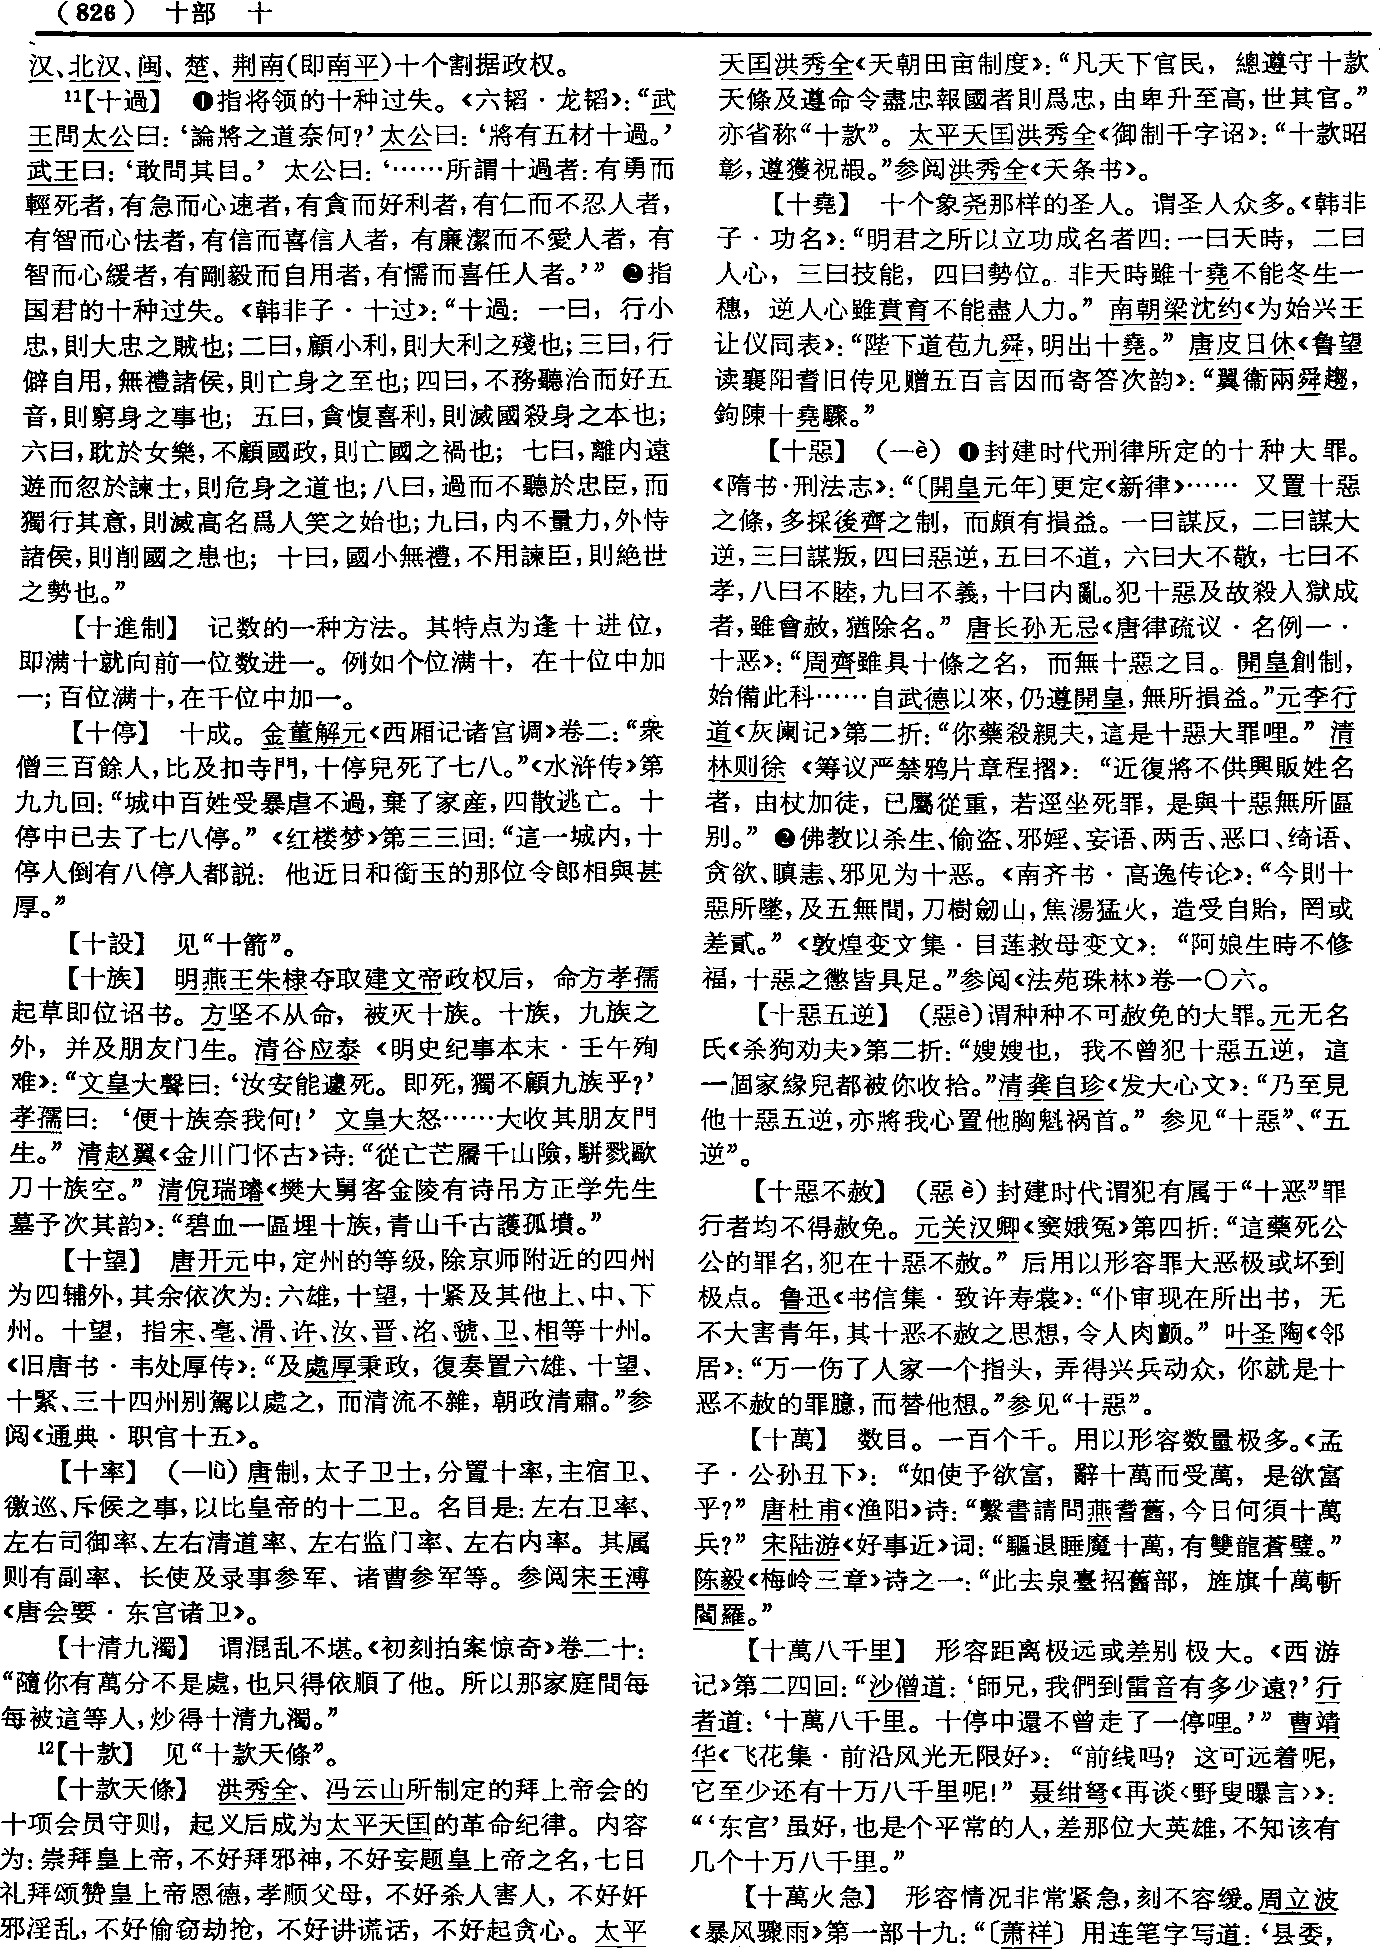 （826） 十部 十
汉、北汉、闽、楚、荆南(即南平)十个割据政权。
11【十過】 ❶指将领的十种过失。《六韬·龙韬》：“武
王問太公曰：‘論將之道奈何?’太公曰：‘將有五材十過。’
武王曰：‘敢問其目。’ 太公曰：‘……所謂十過者：有勇而
輕死者，有急而心速者，有貪而好利者，有仁而不忍人者，
有智而心怯者，有信而喜信人者，有廉潔而不愛人者，有
智而心緩者，有剛毅而自用者，有懦而喜任人者。’” ❷指
国君的十种过失。《韩非子·十过》：“十過：一曰，行小
忠，則大忠之賊也；二曰，顧小利，則大利之殘也；三曰，行
僻自用，無禮諸侯，則亡身之至也；四曰，不務聽治而好五
音，則窮身之事也；五曰，貪愎喜利，則滅國殺身之本也；
六曰，耽於女樂，不顧國政，則亡國之禍也；七曰，離内遠
遊而忽於諫士，則危身之道也；八曰，過而不聽於忠臣，而
獨行其意，則滅高名爲人笑之始也；九曰，内不量力，外恃
諸侯，則削國之患也；十曰，國小無禮，不用諫臣，則絶世
之勢也。”
【十進制】 记数的一种方法。其特点为逢十进位，
即满十就向前一位数进一。例如个位满十，在十位中加
一；百位满十，在千位中加一。
【十停】 十成。金董解元《西厢记诸宫调》卷二：“衆
僧三百餘人，比及扣寺門，十停兒死了七八。”《水浒传》第
九九回：“城中百姓受暴虐不過，棄了家産，四散逃亡。十
停中已去了七八停。”《红楼梦》第三三回：“這一城内，十
停人倒有八停人都説：他近日和銜玉的那位令郎相與甚
厚。”
【十設】 见“十箭”。
【十族】 明燕王朱棣夺取建文帝政权后，命方孝孺
起草即位诏书。方坚不从命，被灭十族。十族，九族之
外，并及朋友门生。清谷应泰《明史纪事本末·壬午殉
难》：“文皇大聲曰：‘汝安能遽死。即死，獨不顧九族乎?’
孝孺曰：‘便十族奈我何!’ 文皇大怒……大收其朋友門
生。” 清赵翼《金川门怀古》诗：“從亡芒屩千山險，駢戮歐
刀十族空。” 清倪瑞璿《樊大舅客金陵有诗吊方正学先生
墓予次其韵》：“碧血一區埋十族，青山千古護孤墳。”
【十望】 唐开元中，定州的等级，除京师附近的四州
为四辅外，其余依次为：六雄，十望，十紧及其他上、中、下
州。十望，指宋、亳、滑、许、汝、晋、洺、虢、卫、相等十州。
《旧唐书·韦处厚传》：“及處厚秉政，復奏置六雄、十望、
十緊、三十四州别駕以處之，而清流不雜，朝政清肅。”参
阅《通典·职官十五》。
【十率】 （—lǜ）唐制，太子卫士，分置十率，主宿卫、
徼巡、斥候之事，以比皇帝的十二卫。名目是：左右卫率、
左右司御率、左右清道率、左右监门率、左右内率。其属
则有副率、长使及录事参军、诸曹参军等。参阅宋王溥
《唐会要·东宫诸卫》。
【十清九濁】 谓混乱不堪。《初刻拍案惊奇》卷二十：
“隨你有萬分不是處，也只得依順了他。所以那家庭間每
每被這等人，炒得十清九濁。”
12【十款】 见“十款天條”。
【十款天條】 洪秀全、冯云山所制定的拜上帝会的
十项会员守则，起义后成为太平天囯的革命纪律。内容
为：崇拜皇上帝，不好拜邪神，不好妄题皇上帝之名，七日
礼拜颂赞皇上帝恩德，孝顺父母，不好杀人害人，不好奸
邪淫乱，不好偷窃劫抢，不好讲谎话，不好起贪心。太平
天囯洪秀全《天朝田亩制度》：“凡天下官民，總遵守十款
天條及遵命令盡忠報國者則爲忠，由卑升至高，世其官。”
亦省称“十款”。太平天囯洪秀全《御制千字诏》：“十款昭
彰，遵獲祝嘏。”参阅洪秀全《天条书》。
【十堯】 十个象尧那样的圣人。谓圣人众多。《韩非
子·功名》：“明君之所以立功成名者四：一曰天時，二曰
人心，三曰技能，四曰勢位。非天時雖十堯不能冬生一
穗，逆人心雖賁育不能盡人力。” 南朝梁沈约《为始兴王
让仪同表》：“陛下道苞九舜，明出十堯。” 唐皮日休《鲁望
读襄阳耆旧传见赠五百言因而寄答次韵》：“翼衞兩舜趨，
鉤陳十堯驟。”
【十惡】 （—è）❶封建时代刑律所定的十种大罪。
《隋书·刑法志》：“〔開皇元年〕更定《新律》…… 又置十惡
之條，多採後齊之制，而頗有損益。一曰謀反，二曰謀大
逆，三曰謀叛，四曰惡逆，五曰不道，六曰大不敬，七曰不
孝，八曰不睦，九曰不義，十曰内亂。犯十惡及故殺人獄成
者，雖會赦，猶除名。” 唐长孙无忌《唐律疏议·名例一·
十恶》：“周齊雖具十條之名，而無十惡之目。開皇創制，
始備此科……自武德以來，仍遵開皇，無所損益。”元李行
道《灰阑记》第二折：“你藥殺親夫，這是十惡大罪哩。” 清
林则徐《筹议严禁鸦片章程摺》：“近復將不供興販姓名
者，由杖加徒，已屬從重，若逕坐死罪，是與十惡無所區
别。” ❷佛教以杀生、偷盗、邪婬、妄语、两舌、恶口、绮语、
贪欲、瞋恚、邪见为十恶。《南齐书·高逸传论》：“今則十
惡所墜，及五無間，刀樹劒山，焦湯猛火，造受自貽，罔或
差貳。”《敦煌变文集·目莲救母变文》：“阿娘生時不修
福，十惡之愆皆具足。”参阅《法苑珠林》卷一〇六。
【十惡五逆】 （惡è）谓种种不可赦免的大罪。元无名
氏《杀狗劝夫》第二折：“嫂嫂也，我不曾犯十惡五逆，這
一個家緣兒都被你收拾。”清龚自珍《发大心文》：“乃至見
他十惡五逆，亦將我心置他胸魁祸首。” 参见“十惡”、“五
逆”。
【十惡不赦】 （惡è）封建时代谓犯有属于“十恶”罪
行者均不得赦免。元关汉卿《窦娥冤》第四折：“這藥死公
公的罪名，犯在十惡不赦。” 后用以形容罪大恶极或坏到
极点。鲁迅《书信集·致许寿裳》：“仆审现在所出书，无
不大害青年，其十恶不赦之思想，令人肉颤。” 叶圣陶《邻
居》：“万一伤了人家一个指头，弄得兴兵动众，你就是十
恶不赦的罪臆，而替他想。”参见“十惡”。
【十萬】 数目。一百个千。用以形容数量极多。《孟
子·公孙丑下》：“如使予欲富，辭十萬而受萬，是欲富
乎?” 唐杜甫《渔阳》诗：“繫書請問燕耆舊，今日何須十萬
兵?” 宋陆游《好事近》词：“驅退睡魔十萬，有雙龍蒼璧。”
陈毅《梅岭三章》诗之一：“此去泉臺招舊部，旌旗十萬斬
閻羅。”
【十萬八千里】 形容距离极远或差别极大。《西游
记》第二四回：“沙僧道：‘師兄，我們到雷音有多少遠?’行
者道：‘十萬八千里。十停中還不曾走了一停哩。’” 曹靖
华《飞花集·前沿风光无限好》：“前线吗? 这可远着呢，
它至少还有十万八千里呢!” 聂绀弩《再谈〈野叟曝言〉》：
“‘东宫’虽好，也是个平常的人，差那位大英雄，不知该有
几个十万八千里。”
【十萬火急】 形容情况非常紧急，刻不容缓。周立波
《暴风骤雨》第一部十九：“〔萧祥〕用连笔字写道：‘县委，